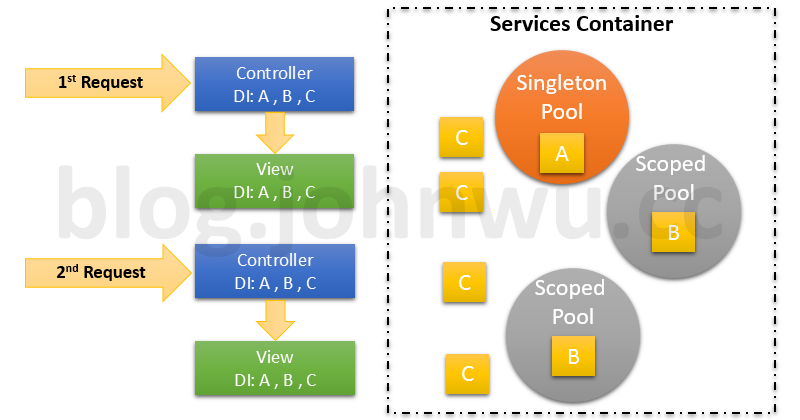 Services Container
1st Request
Controller
DI: A , B , C
View
DI: A , B , C
2nd Request
Controller
DI: A , B , C
View
DI: A , B , C
Singleton
Pool
A
C
C
Scoped
Pool
B
C
C
Scoped
Pool
B
blog.johnwu.cc